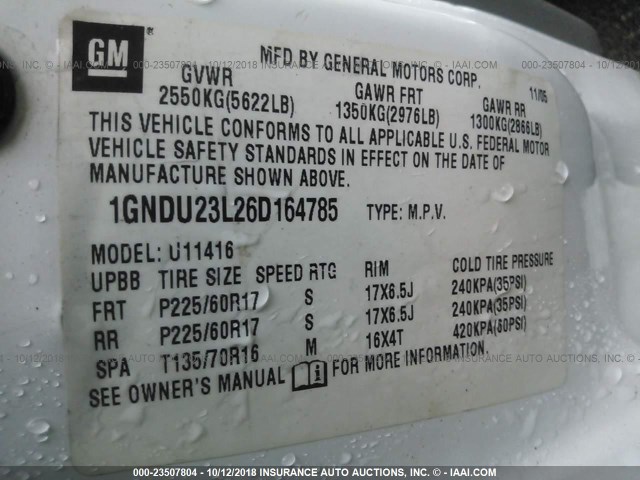 GM
MFD BY GENERAL MOTORS CORP.
11/05
GVWR
GAWR FRT
GAWR RR
2550KG(5622LB)
1350KG(2976LB)
1300KG(2866LB)
THIS VEHICLE CONFORMS TO ALL APPLICABLE U.S. FEDERAL MOTOR
VEHICLE SAFETY STANDARDS IN EFFECT ON THE DATE OF
MANUFACTURE SHOWN ABOVE.
1GNDU23L26D164785 TYPE: M.P.V.
MODEL: U11416
UPBB TIRE SIZE SPEED RTG RIM COLD TIRE PRESSURE
FRT P225/60R17 S 17X6.5J 240KPA(35PSI)
RR P225/60R17 S 17X6.5J 240KPA(35PSI)
SPA T135/70R16 M 16X4T 420KPA(60PSI)
SEE OWNER'S MANUAL FOR MORE INFORMATION.
000-23507804 - 10/12/2018 INSURANCE AUTO AUCTIONS, INC. - IAAI.COM